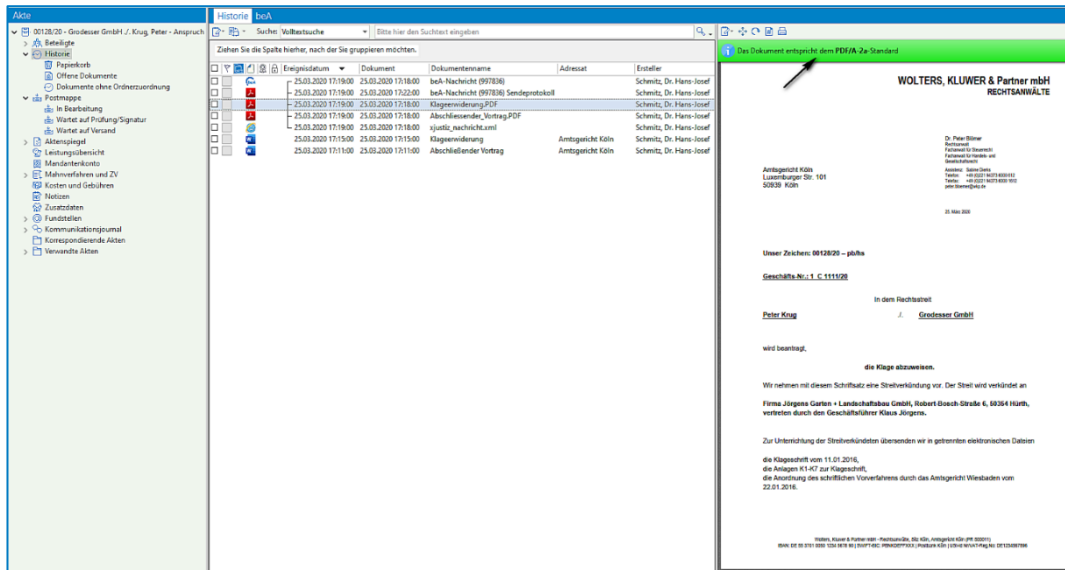 Akte
00128/20 - Grodesser GmbH ./. Krug, Peter - Anspruch
Beteiligte
Historie
Papierkorb
Offene Dokumente
Dokumente ohne Ordnerzuordnung
Postmappe
In Bearbeitung
Wartet auf Prüfung/Signatur
Wartet auf Versand
Aktenspiegel
Leistungsübersicht
Mandantenkonto
Mahnverfahren und ZV
Kosten und Gebühren
Notizen
Zusatzdaten
Fundstellen
Kommunikationsjournal
Korrespondierende Akten
Verwandte Akten
Historie beA
Suche: Volltextsuche Bitte hier den Suchtext eingeben
Ziehen Sie die Spalte hierher, nach der Sie gruppieren möchten.
Ereignisdatum Dokument Dokumentenname Adressat Ersteller
25.03.2020 17:19:00 25.03.2020 17:18:00 beA-Nachricht (997836) Schmitz, Dr. Hans-Josef
25.03.2020 17:19:00 25.03.2020 17:22:00 beA-Nachricht (997836) Sendeprotokoll Schmitz, Dr. Hans-Josef
25.03.2020 17:19:00 25.03.2020 17:18:00 Klageerwiderung.PDF Schmitz, Dr. Hans-Josef
25.03.2020 17:19:00 25.03.2020 17:18:00 Abschliessender_Vortrag.PDF Schmitz, Dr. Hans-Josef
25.03.2020 17:19:00 25.03.2020 17:18:00 xjustiz_nachricht.xml Schmitz, Dr. Hans-Josef
25.03.2020 17:15:00 25.03.2020 17:15:00 Klageerwiderung Amtsgericht Köln Schmitz, Dr. Hans-Josef
25.03.2020 17:11:00 25.03.2020 17:11:00 Abschließender Vortrag Amtsgericht Köln Schmitz, Dr. Hans-Josef
Das Dokument entspricht dem PDF/A-2a-Standard
WOLTERS, KLUWER & Partner mbH
RECHTSANWÄLTE
Dr. Peter Blömer
Rechtsanwalt
Fachanwalt für Steuerrecht
Fachanwalt für Handels- und
Gesellschaftsrecht
Amtsgericht Köln
Luxemburger Str. 101
50939 Köln
25. März 2020
Unser Zeichen: 00128/20 – pb/hs
Geschäfts-Nr.: 1 C 1111/20
In dem Rechtsstreit
Peter Krug ./. Grodesser GmbH
wird beantragt,
die Klage abzuweisen.
Wir nehmen mit diesem Schriftsatz eine Streitverkündung vor. Der Streit wird verkündet an
Firma Jörgens Garten + Landschaftsbau GmbH, Robert-Bosch-Straße 6, 50354 Hürth,
vertreten durch den Geschäftsführer Klaus Jörgens.
Zur Unterrichtung der Streitverkündeten übersenden wir in getrennten elektronischen Dateien
die Klageschrift vom 11.01.2016,
die Anlagen K1-K7 zur Klageschrift,
die Anordnung des schriftlichen Vorverfahrens durch das Amtsgericht Wiesbaden vom
22.01.2016.